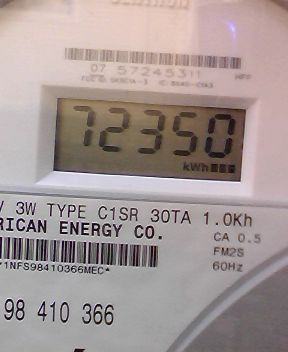 07 57245311
72350
kWh
V 3W TYPE C1SR 30TA 1.0Kh
RICAN ENERGY CO.
CA 0.5
FM2S
60Hz
98 410 366